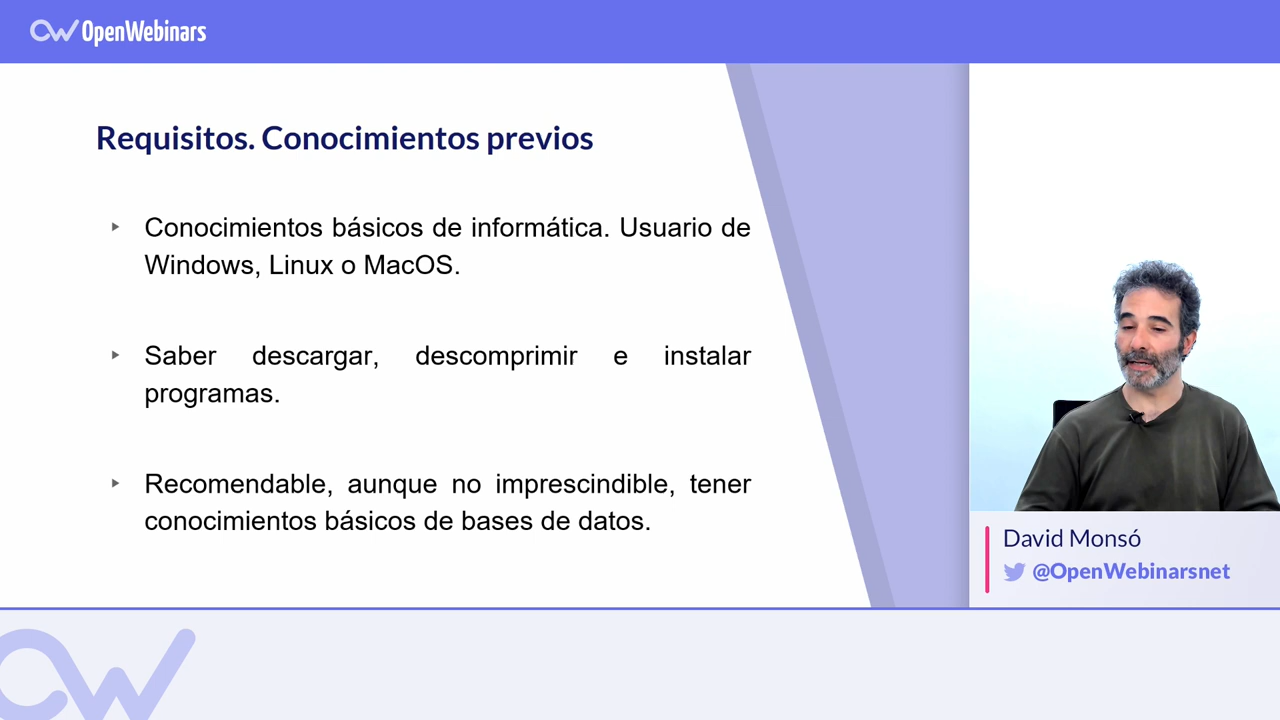 OpenWebinars
Requisitos. Conocimientos previos
‣ Conocimientos básicos de informática. Usuario de
Windows, Linux o MacOS.
‣ Saber descargar, descomprimir e instalar
programas.
‣ Recomendable, aunque no imprescindible, tener
conocimientos básicos de bases de datos.
David Monsó
@OpenWebinarsnet